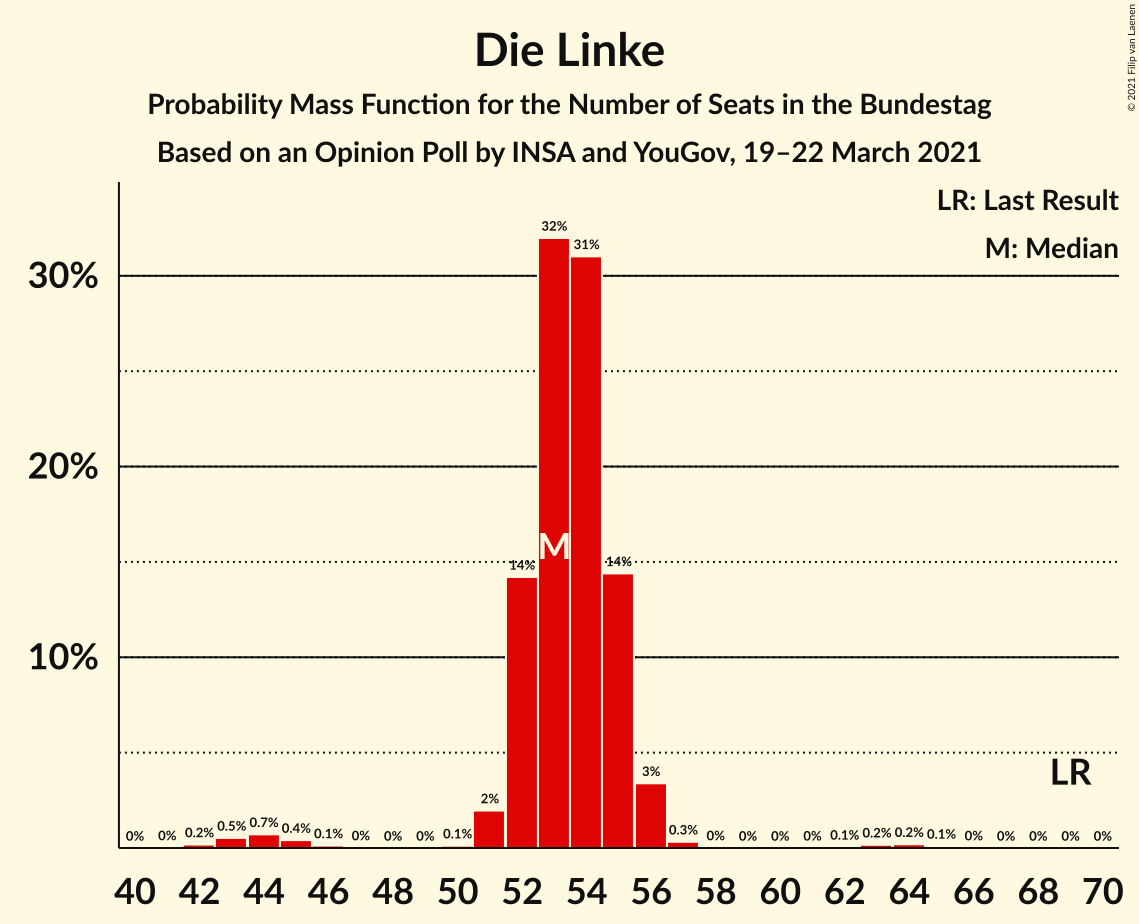 Die Linke
Probability Mass Function for the Number of Seats in the Bundestag
Based on an Opinion Poll by INSA and YouGov, 19–22 March 2021
© 2021 Filip van Laenen
LR: Last Result
M: Median
30%
20%
10%
0% 0% 0.2% 0.5% 0.7% 0.4% 0.1% 0% 0% 0% 0.1% 2% 14% 32% 31% 14% 3% 0.3% 0% 0% 0% 0% 0.1% 0.2% 0.2% 0.1% 0% 0% 0% 0% 0%
M
LR
40 42 44 46 48 50 52 54 56 58 60 62 64 66 68 70